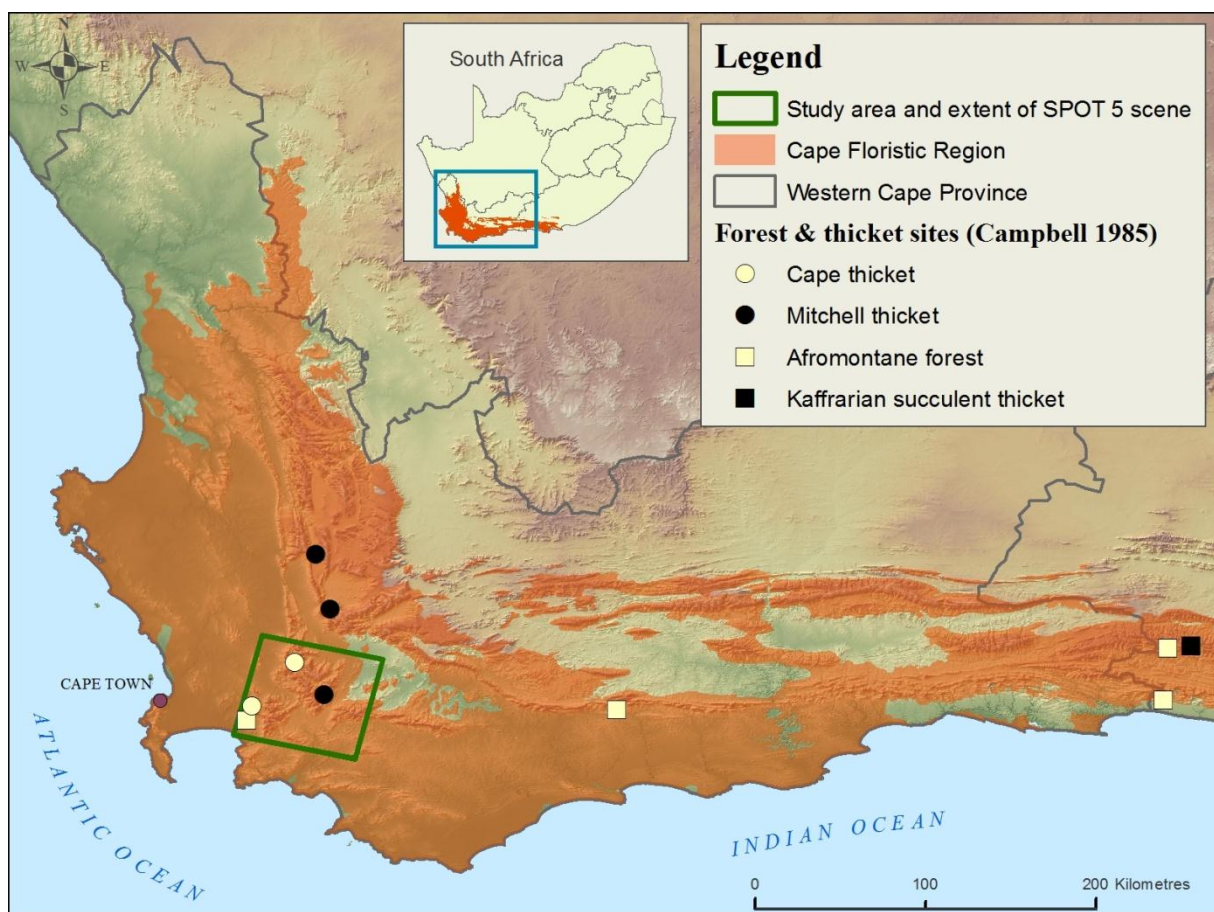 N
W E
S
South Africa
Legend
Study area and extent of SPOT 5 scene
Cape Floristic Region
Western Cape Province
Forest & thicket sites (Campbell 1985)
Cape thicket
Mitchell thicket
Afromontane forest
Kaffrarian succulent thicket
CAPE TOWN
ATLANTIC OCEAN
INDIAN OCEAN
0 100 200 Kilometres